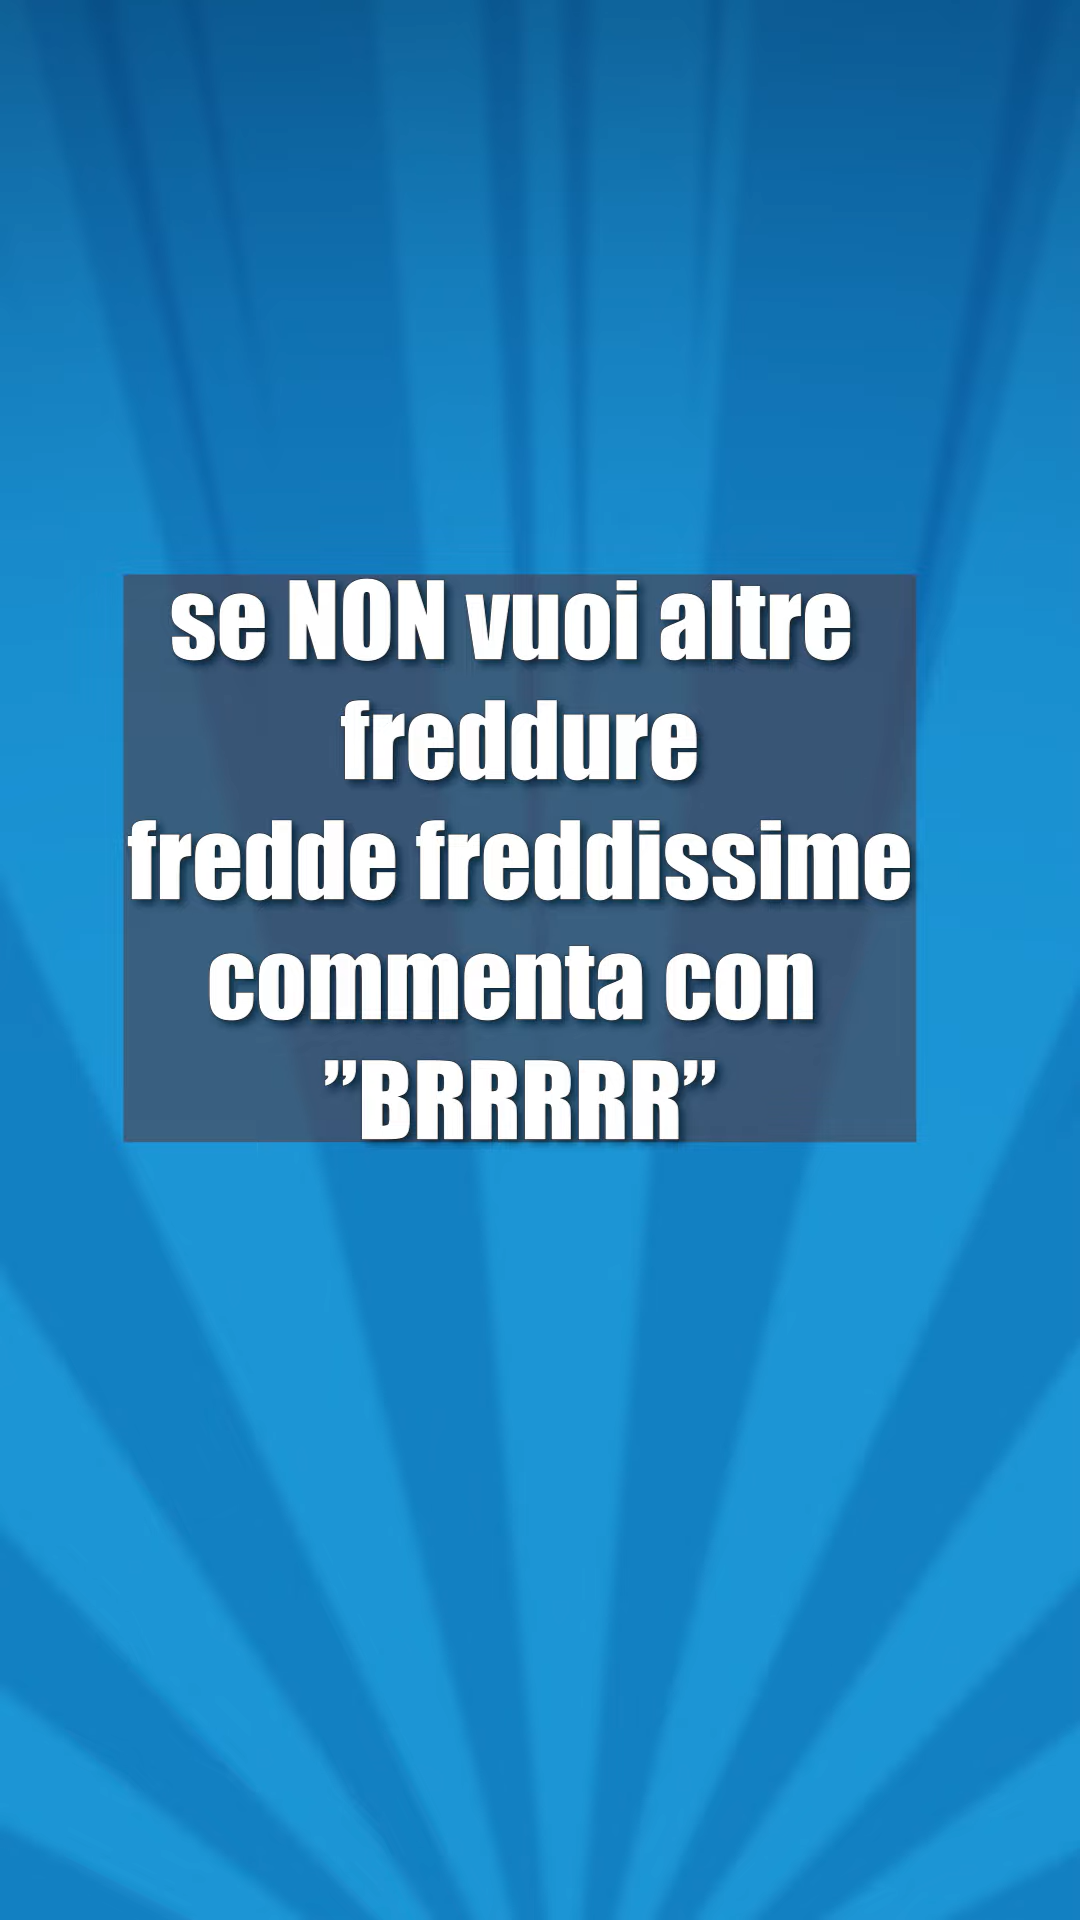 se NON vuoi altre
freddure
fredde freddissime
commenta con
”BRRRRR”